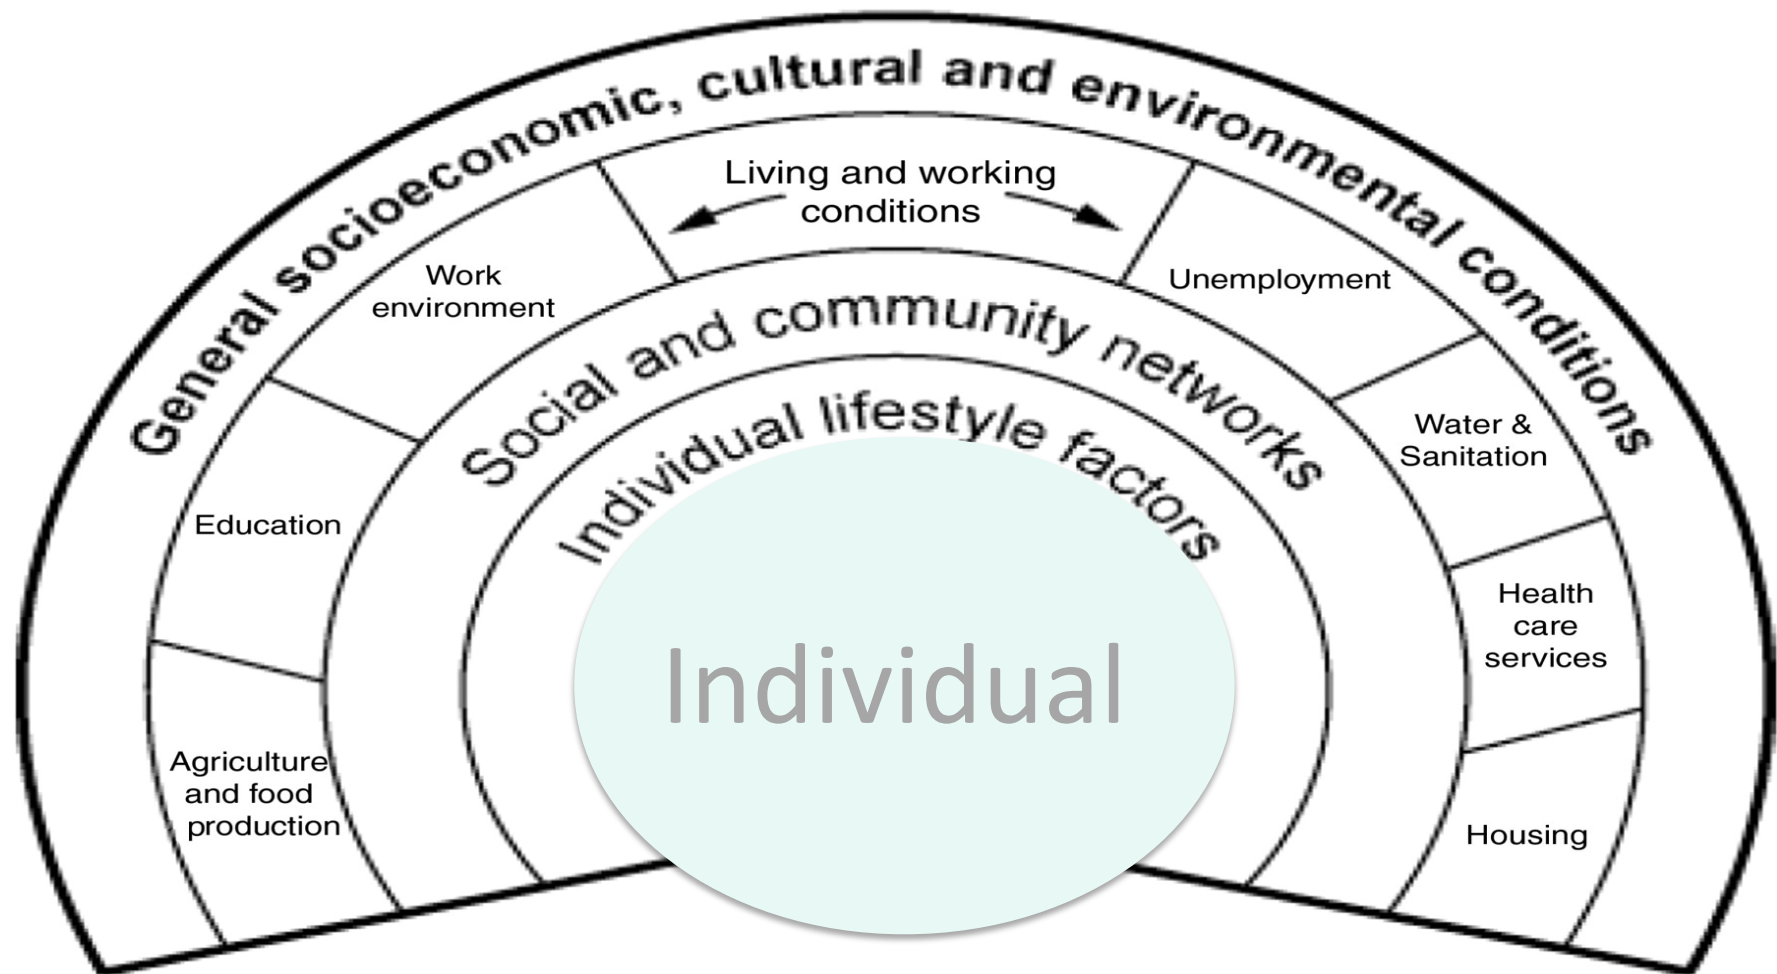 General socioeconomic, cultural and environmental conditions
Living and working
conditions
Work
environment
Unemployment
Social and community networks
Individual lifestyle factors
Water &
Sanitation
Education
Health
care
services
Individual
Agriculture
and food
production
Housing